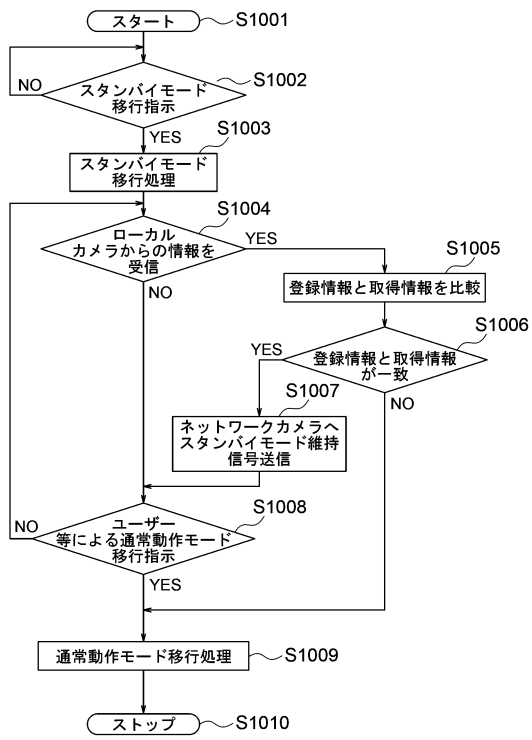 スタート
S1001
S1002
NO
スタンバイモード
移行指示
YES
S1003
スタンバイモード
移行処理
S1004
ローカル
カメラからの情報を
受信
YES
NO
S1005
登録情報と取得情報を比較
S1006
YES
登録情報と取得情報
が一致
NO
S1007
ネットワークカメラへ
スタンバイモード維持
信号送信
S1008
NO
ユーザー
等による通常動作モード
移行指示
YES
通常動作モード移行処理
S1009
ストップ
S1010